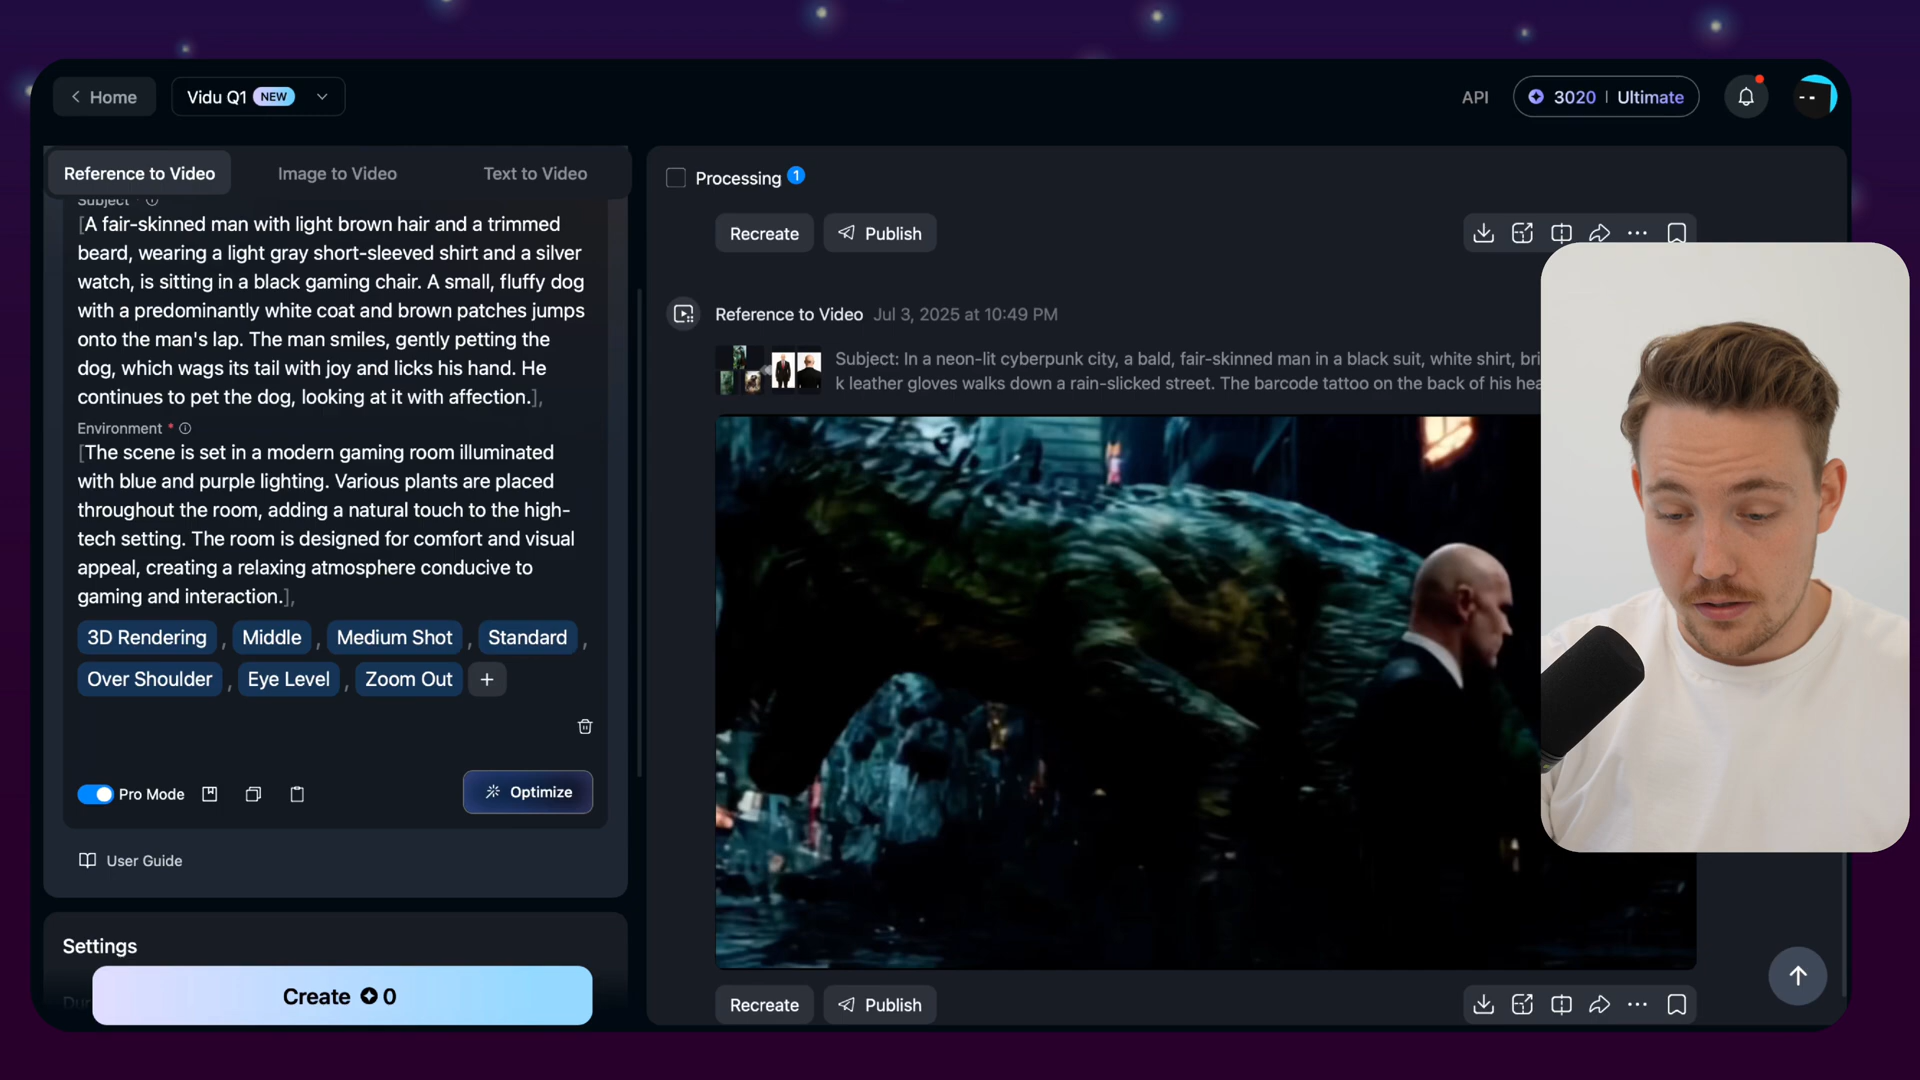 Home
Vidu Q1 NEW
API
3020 | Ultimate
Reference to Video
Image to Video
Text to Video
Subject *
[A fair-skinned man with light brown hair and a trimmed
beard, wearing a light gray short-sleeved shirt and a silver
watch, is sitting in a black gaming chair. A small, fluffy dog
with a predominantly white coat and brown patches jumps
onto the man's lap. The man smiles, gently petting the
dog, which wags its tail with joy and licks his hand. He
continues to pet the dog, looking at it with affection.],
Environment *
[The scene is set in a modern gaming room illuminated
with blue and purple lighting. Various plants are placed
throughout the room, adding a natural touch to the high-
tech setting. The room is designed for comfort and visual
appeal, creating a relaxing atmosphere conducive to
gaming and interaction.],
3D Rendering , Middle , Medium Shot , Standard ,
Over Shoulder , Eye Level , Zoom Out +
Pro Mode
Optimize
User Guide
Settings
Create 0
Processing 1
Recreate
Publish
Reference to Video Jul 3, 2025 at 10:49 PM
Subject: In a neon-lit cyberpunk city, a bald, fair-skinned man in a black suit, white shirt, bri
k leather gloves walks down a rain-slicked street. The barcode tattoo on the back of his hea
Recreate
Publish